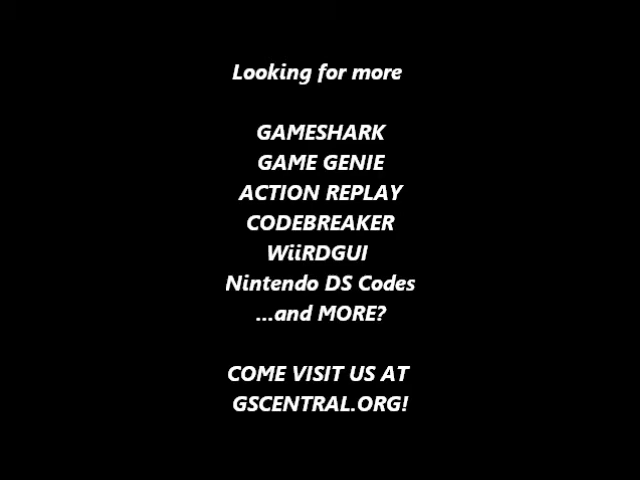 Looking for more
GAMESHARK
GAME GENIE
ACTION REPLAY
CODEBREAKER
WiiRDGUI
Nintendo DS Codes
...and MORE?
COME VISIT US AT
GSCENTRAL.ORG!